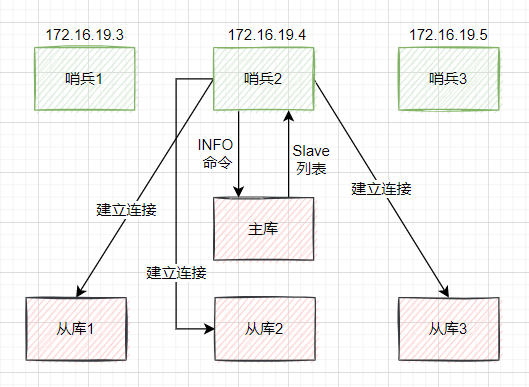 172.16.19.3
172.16.19.4
172.16.19.5
哨兵1
哨兵2
哨兵3
INFO
命令
Slave
列表
建立连接
建立连接
主库
建立连接
从库1
从库2
从库3